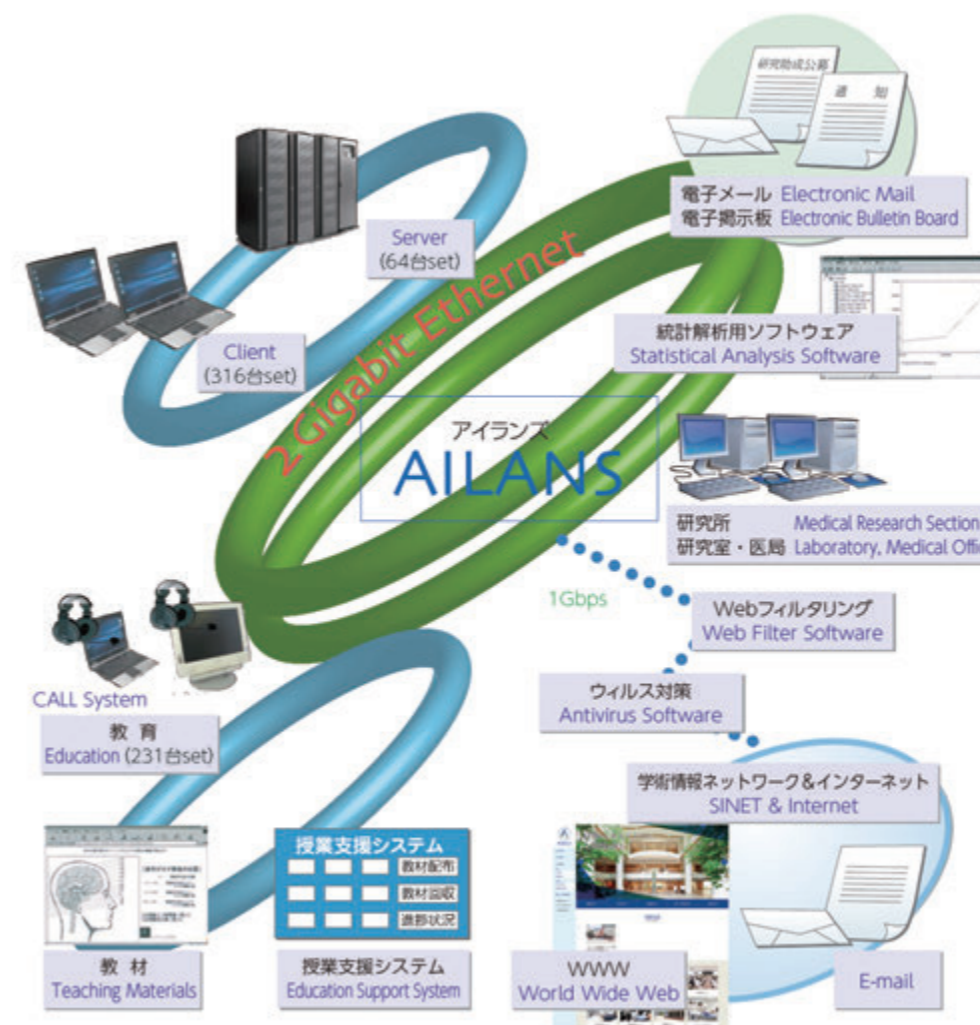 研究助成公募
通 知
電子メール Electronic Mail
電子掲示板 Electronic Bulletin Board
Server
(64台set)
Client
(316台set)
2 Gigabit Ethernet
統計解析用ソフトウェア
Statistical Analysis Software
アイランズ
AILANS
研究所 Medical Research Section
研究室・医局 Laboratory, Medical Offi
1Gbps
Webフィルタリング
Web Filter Software
ウィルス対策
Antivirus Software
CALL System
教 育
Education (231台set)
学術情報ネットワーク&インターネット
SINET & Internet
授業支援システム
教材配布
教材回収
進捗状況
教 材
Teaching Materials
授業支援システム
Education Support System
WWW
World Wide Web
E-mail